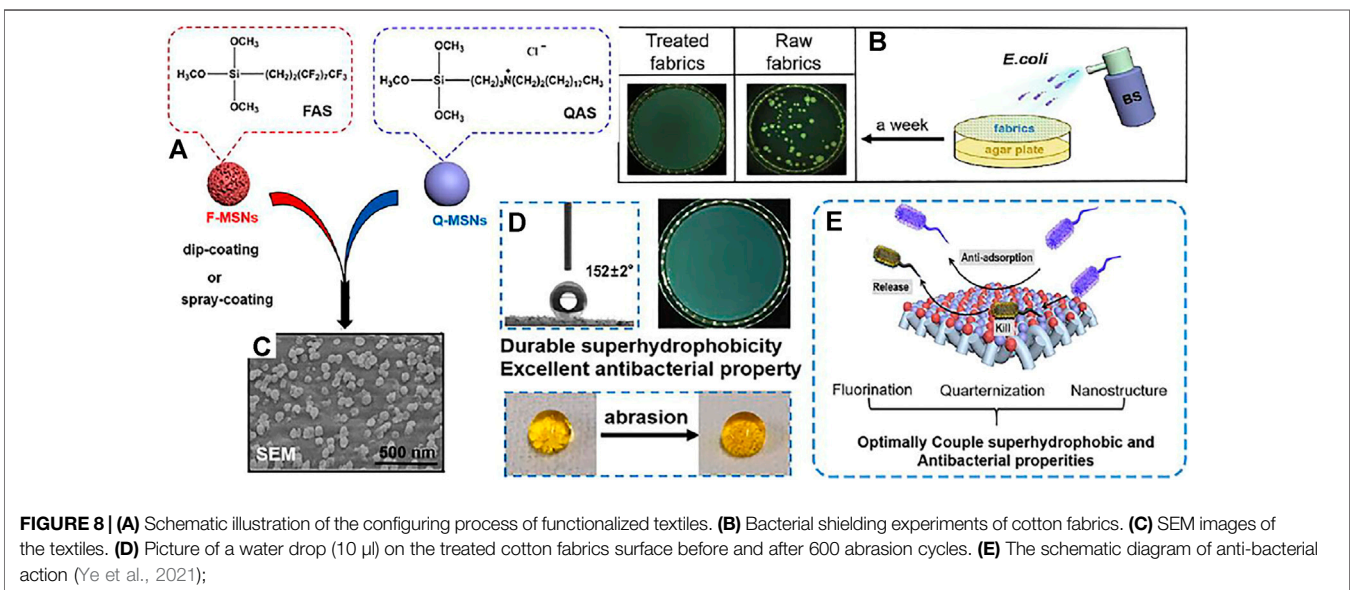 A
OCH₃
H₃CO—Si—(CH₂)₂(CF₂)₇CF₃
OCH₃
FAS
F-MSNs
OCH₃
Cl⁻
H₃CO—Si—(CH₂)₃N⁺(CH₂)₂(CH₂)₁₇CH₃
OCH₃
QAS
Q-MSNs
dip-coating
or
spray-coating
B
Treated
fabrics
Raw
fabrics
a week
E.coli
BS
fabrics
agar plate
C
SEM
500 nm
D
152±2°
Durable superhydrophobicity
Excellent antibacterial property
abrasion
E
Anti-adsorption
Release
Kill
Fluorination Quarternization Nanostructure
Optimally Couple superhydrophobic and
Antibacterial properities
FIGURE 8 | (A) Schematic illustration of the configuring process of functionalized textiles. (B) Bacterial shielding experiments of cotton fabrics. (C) SEM images of
the textiles. (D) Picture of a water drop (10 µl) on the treated cotton fabrics surface before and after 600 abrasion cycles. (E) The schematic diagram of anti-bacterial
action (Ye et al., 2021);